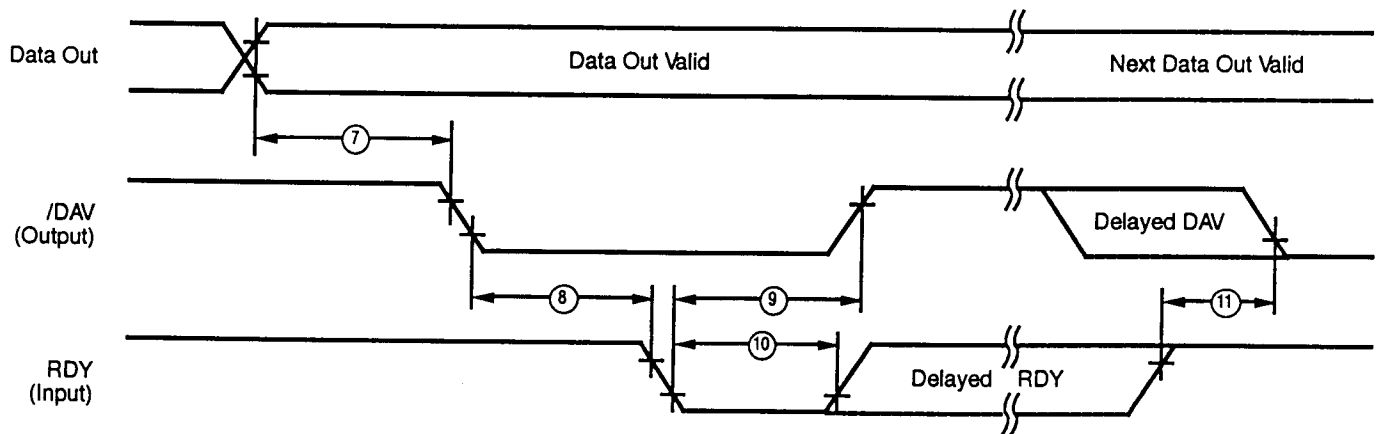 Data Out
Data Out Valid
Next Data Out Valid
7
/DAV
(Output)
Delayed DAV
8
9
11
10
RDY
(Input)
Delayed RDY